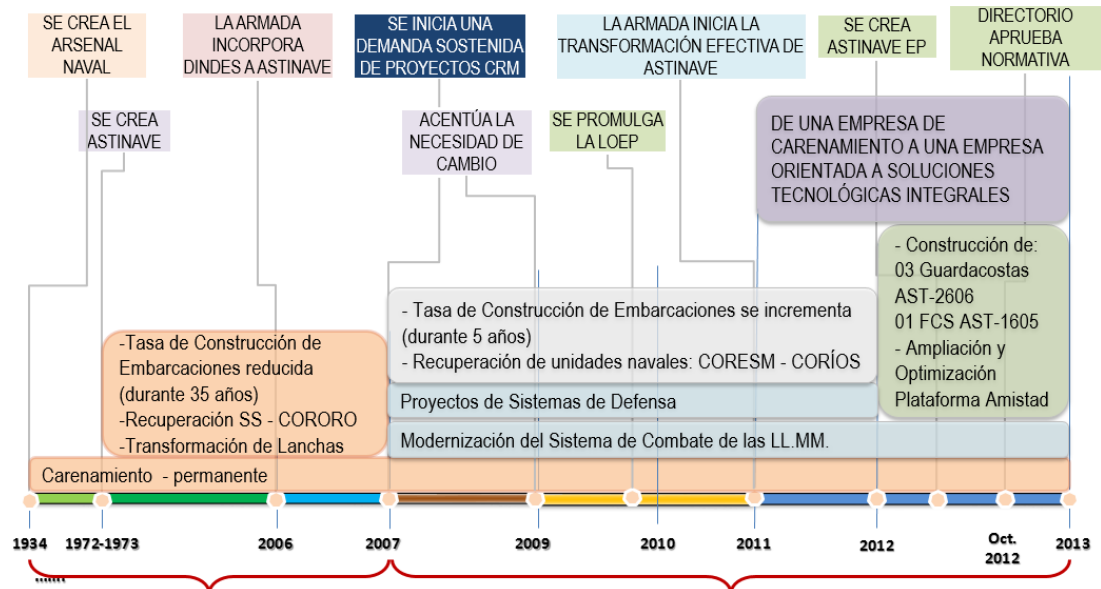 SE CREA EL
ARSENAL
NAVAL
LA ARMADA
INCORPORA
DINDES A ASTINAVE
SE INICIA UNA
DEMANDA SOSTENIDA
DE PROYECTOS CRM
LA ARMADA INICIA LA
TRANSFORMACIÓN EFECTIVA DE
ASTINAVE
SE CREA
ASTINAVE EP
DIRECTORIO
APRUEBA
NORMATIVA
SE CREA
ASTINAVE
ACENTÚA LA
NECESIDAD DE
CAMBIO
SE PROMULGA
LA LOEP
DE UNA EMPRESA DE
CARENAMIENTO A UNA EMPRESA
ORIENTADA A SOLUCIONES
TECNOLÓGICAS INTEGRALES
- Construcción de:
03 Guardacostas
AST-2606
01 FCS AST-1605
- Ampliación y
Optimización
Plataforma Amistad
- Tasa de Construcción de Embarcaciones se incrementa
(durante 5 años)
- Recuperación de unidades navales: CORESM - CORÍOS
-Tasa de Construcción de
Embarcaciones reducida
(durante 35 años)
-Recuperación SS - CORORO
-Transformación de Lanchas
Proyectos de Sistemas de Defensa
Modernización del Sistema de Combate de las LL.MM.
Carenamiento - permanente
1934
1972-1973
2006
2007
2009
2010
2011
2012
Oct.
2012
2013
.......